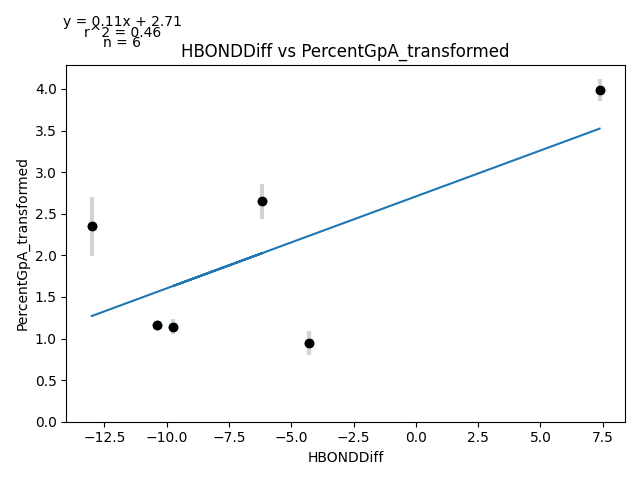 y = 0.11x + 2.71
r^2 = 0.46
n = 6
HBONDDiff vs PercentGpA_transformed
4.0
3.5
3.0
2.5
2.0
1.5
1.0
0.5
0.0
PercentGpA_transformed
−12.5 −10.0 −7.5 −5.0 −2.5 0.0 2.5 5.0 7.5
HBONDDiff